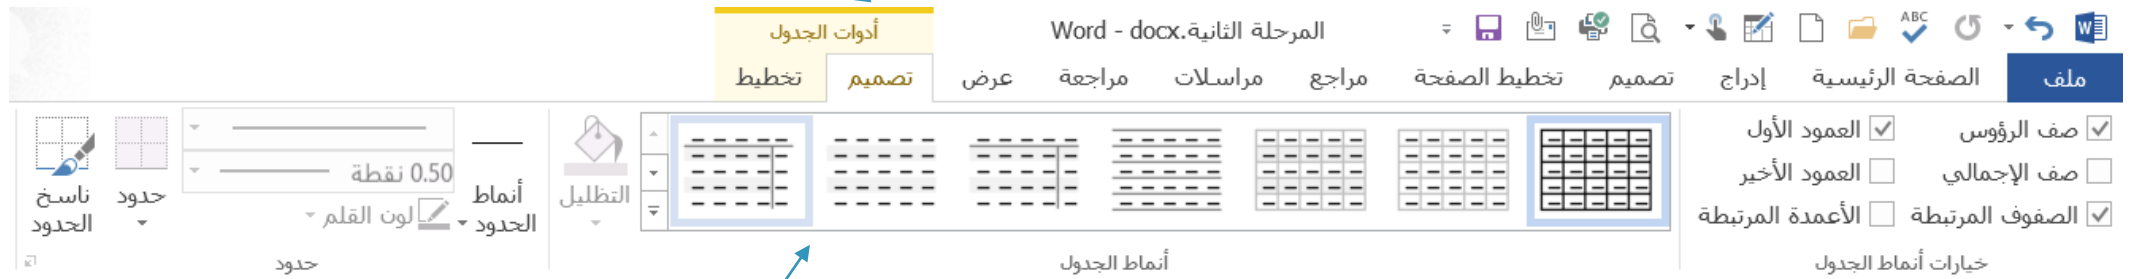 المرحلة الثانية.docx - Word
أدوات الجدول
ABC
ملف
الصفحة الرئيسية
إدراج
تصميم
تخطيط الصفحة
مراجع
مراسلات
مراجعة
عرض
تصميم
تخطيط
صف الرؤوس
العمود الأول
صف الإجمالي
العمود الأخير
الصفوف المرتبطة
الأعمدة المرتبطة
خيارات أنماط الجدول
أنماط الجدول
التظليل
أنماط
الحدود
0.50 نقطة
لون القلم
حدود
ناسخ
الحدود
حدود